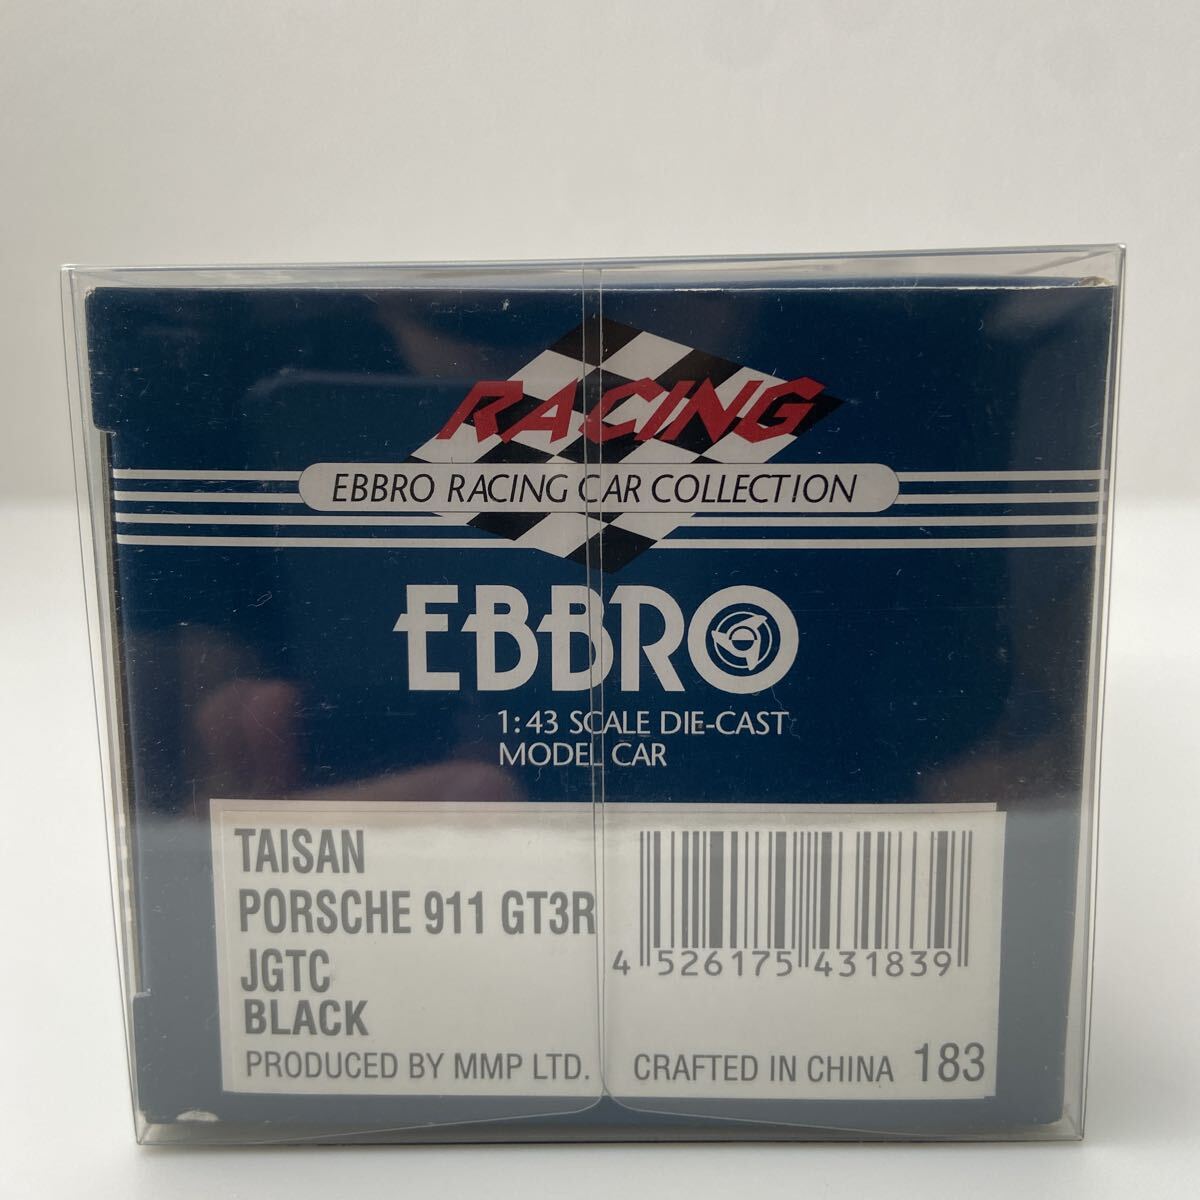 RACING
EBBRO RACING CAR COLLECTION
EBBRO
1:43 SCALE DIE-CAST
MODEL CAR
TAISAN
PORSCHE 911 GT3R
JGTC
BLACK
4 526175 431839
PRODUCED BY MMP LTD. CRAFTED IN CHINA 183